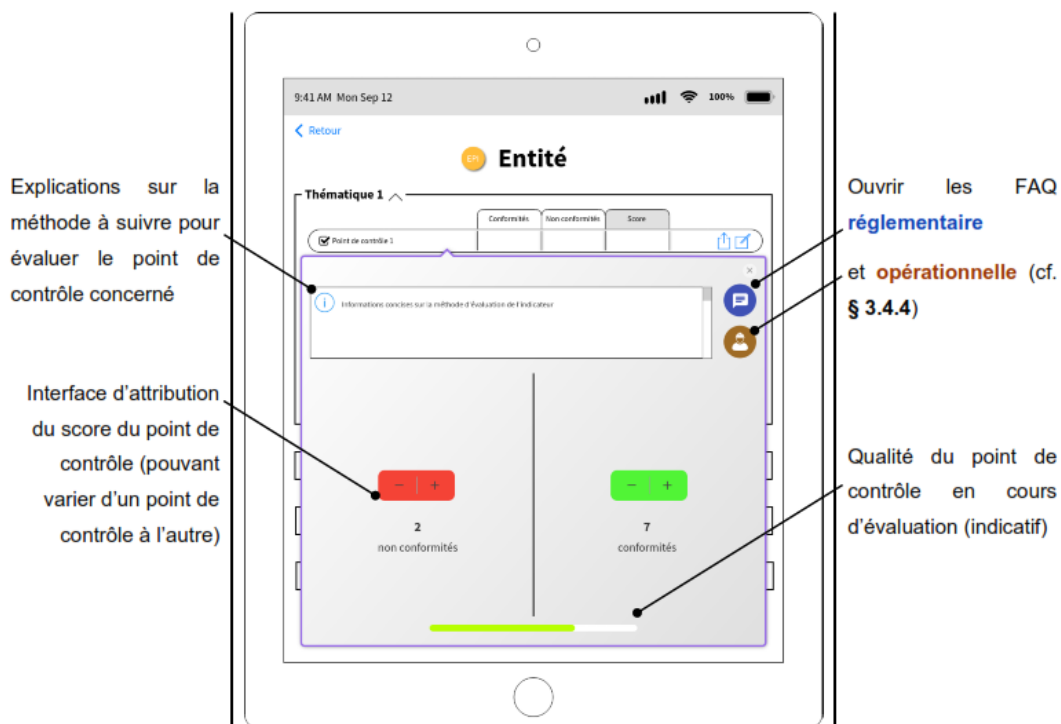 9:41 AM Mon Sep 12
100%
Retour
EPI
Entité
Thématique 1
Conformités
Non conformités
Score
Point de contrôle 1
Informations concises sur la méthode d'évaluation de l'indicateur
2
non conformités
7
conformités
Explications sur la
méthode à suivre pour
évaluer le point de
contrôle concerné
Interface d'attribution
du score du point de
contrôle (pouvant
varier d'un point de
contrôle à l'autre)
Ouvrir les FAQ
réglementaire
et opérationnelle (cf.
§ 3.4.4)
Qualité du point de
contrôle en cours
d'évaluation (indicatif)